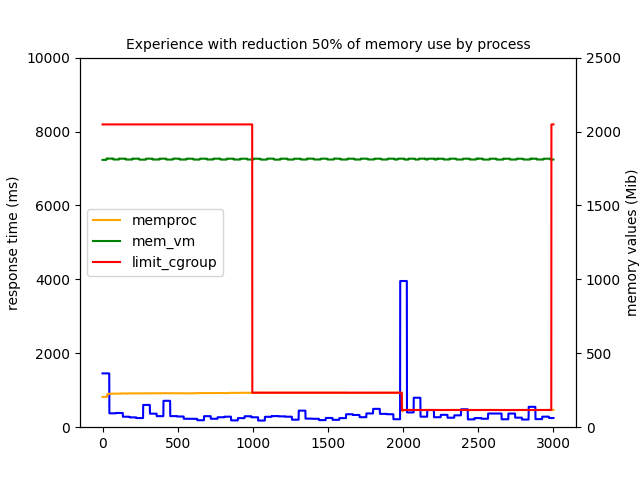 Experience with reduction 50% of memory use by process
10000
8000
6000
4000
2000
0
response time (ms)
2500
2000
1500
1000
500
0
memory values (Mib)
memproc
mem_vm
limit_cgroup
0 500 1000 1500 2000 2500 3000